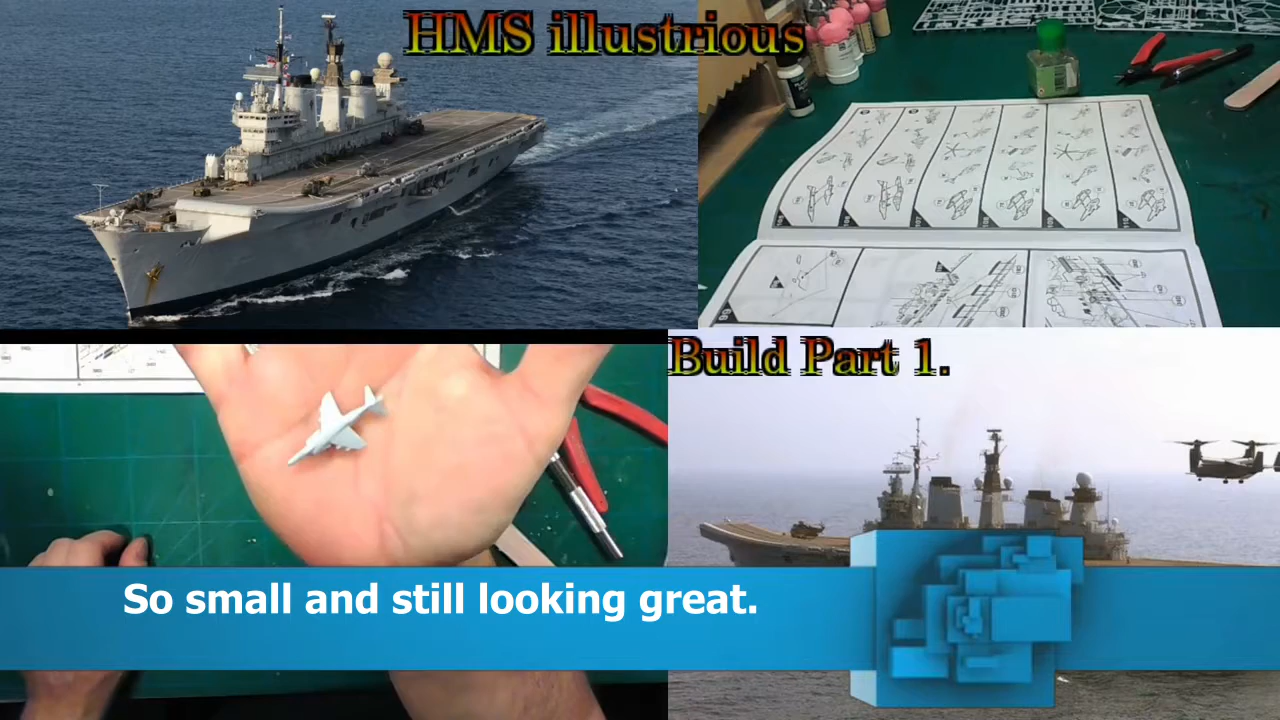 HMS illustrious
Build Part 1.
So small and still looking great.